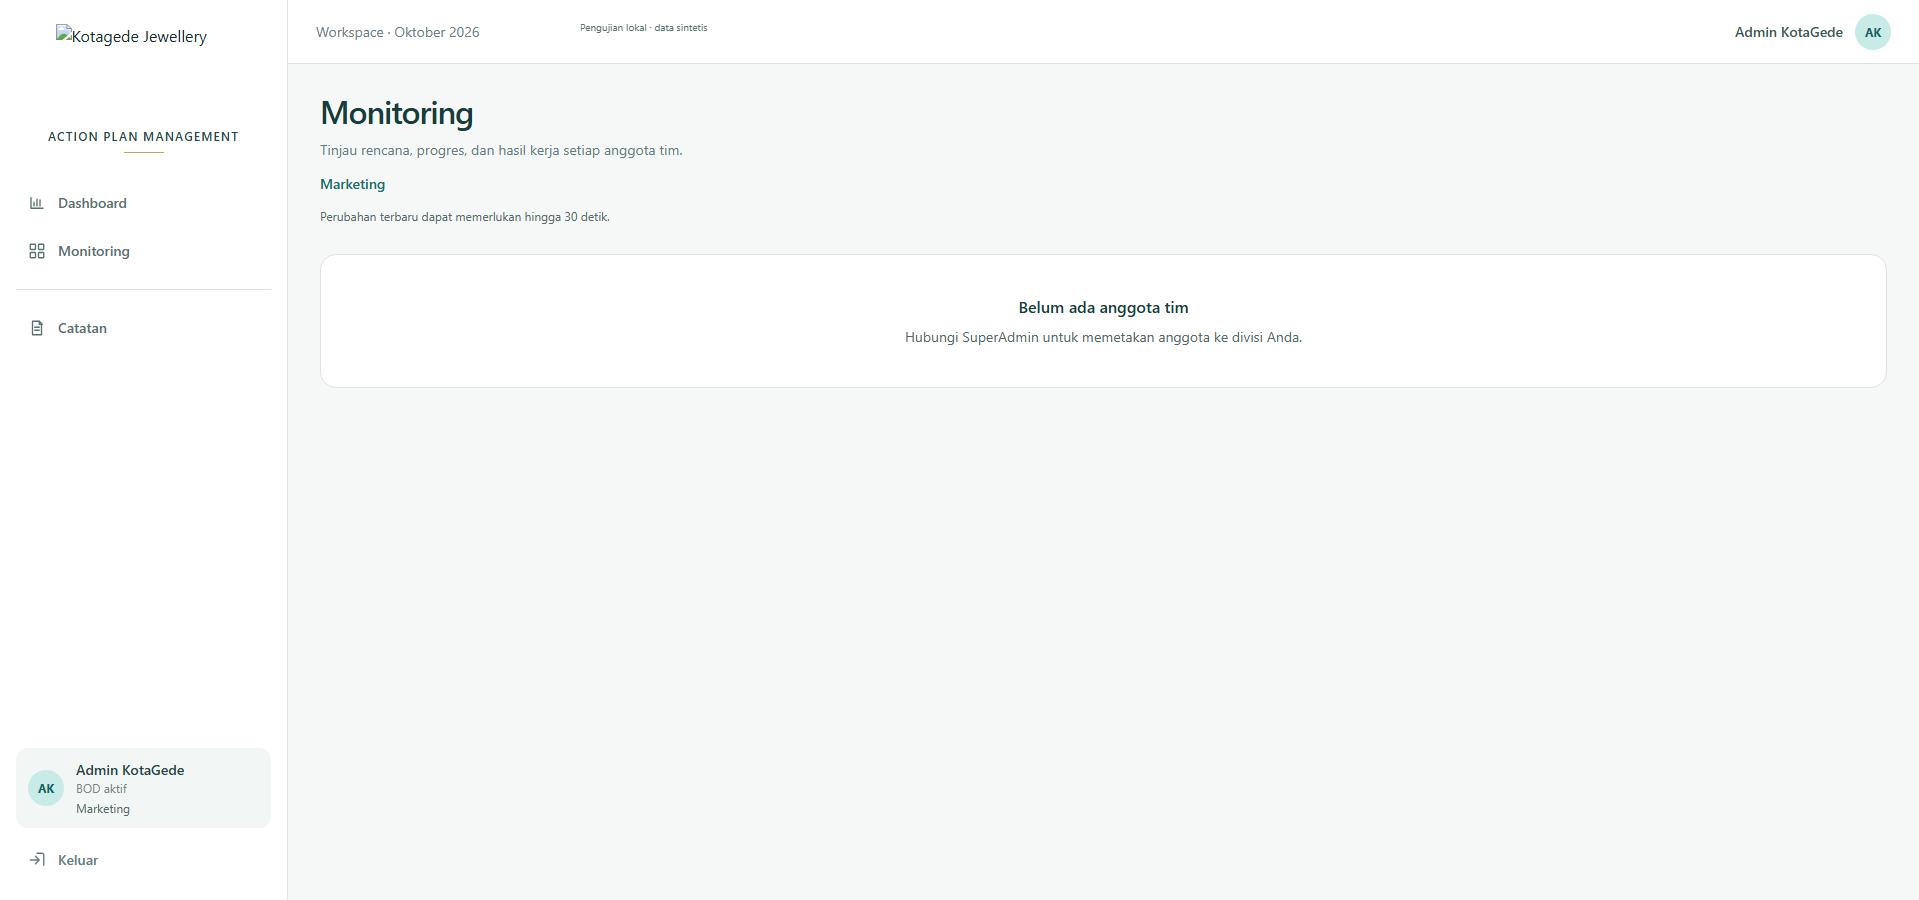 Kotagede Jewellery
ACTION PLAN MANAGEMENT
Dashboard
Monitoring
Catatan
AK
Admin KotaGede
BOD aktif
Marketing
Keluar
Workspace · Oktober 2026
Pengujian lokal · data sintetis
Admin KotaGede
AK
Monitoring
Tinjau rencana, progres, dan hasil kerja setiap anggota tim.
Marketing
Perubahan terbaru dapat memerlukan hingga 30 detik.
Belum ada anggota tim
Hubungi SuperAdmin untuk memetakan anggota ke divisi Anda.